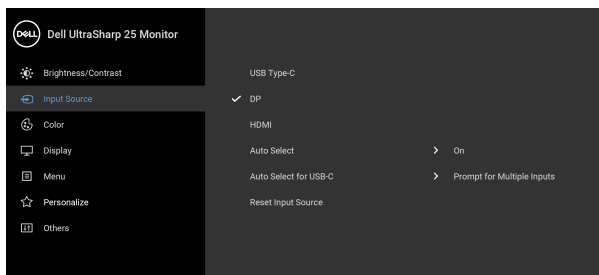 DELL Dell UltraSharp 25 Monitor
Brightness/Contrast USB Type-C
Input Source DP
Color HDMI
Display Auto Select On
Menu Auto Select for USB-C Prompt for Multiple Inputs
Personalize Reset Input Source
Others